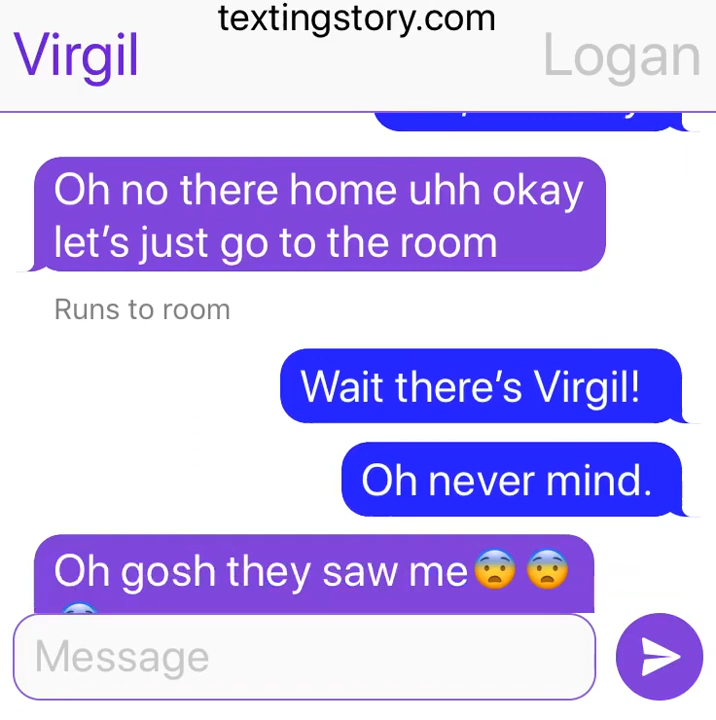 textingstory.com
Virgil
Logan
Oh no there home uhh okay
let's just go to the room
Runs to room
Wait there's Virgil!
Oh never mind.
Oh gosh they saw me😨😨
Message